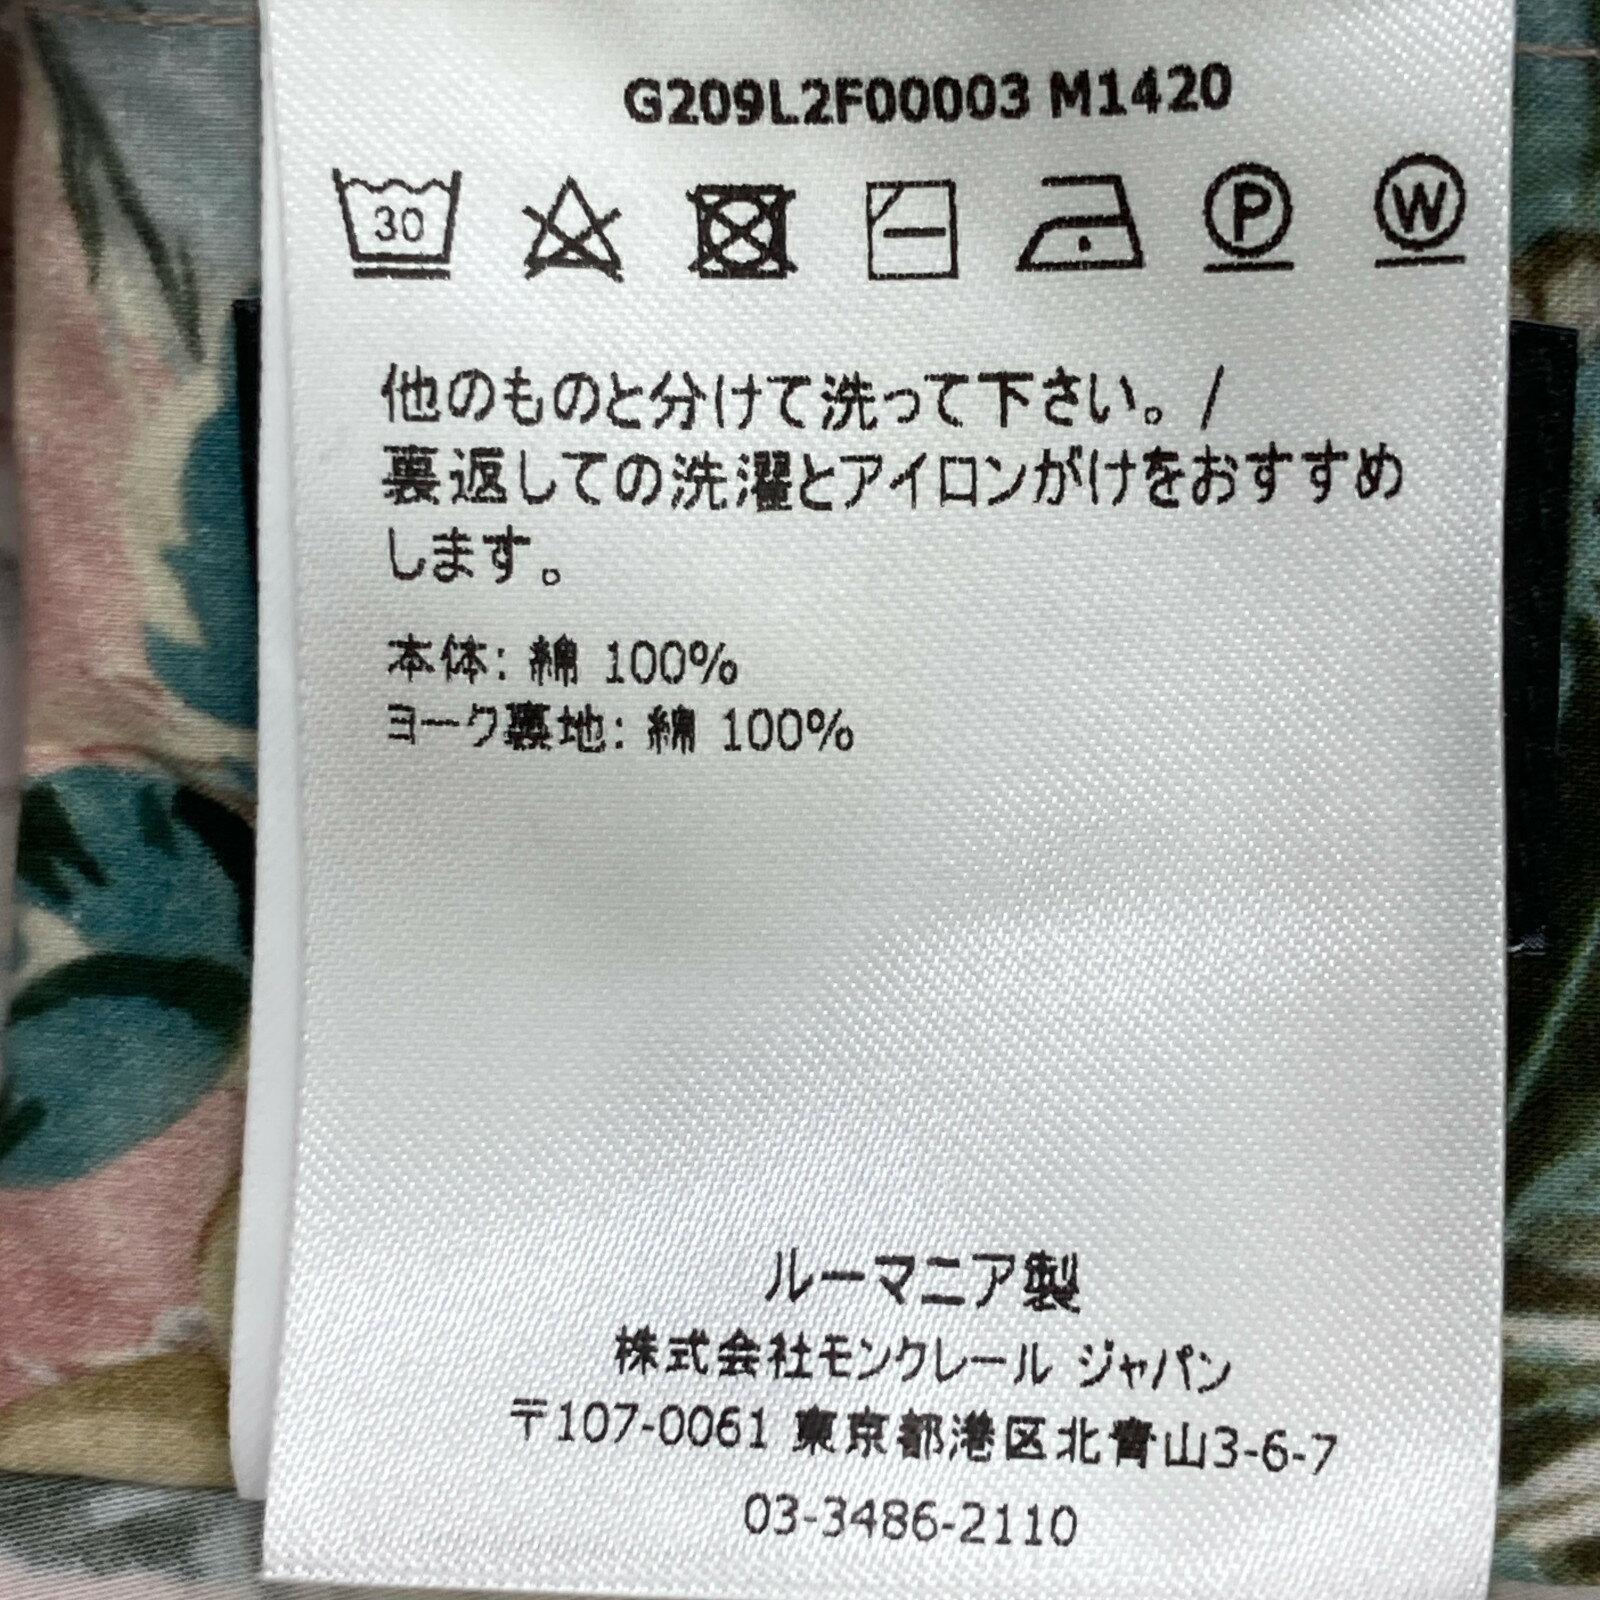 G209L2F00003 M1420
30
P
W
他のものと分けて洗って下さい。/
裏返しての洗濯とアイロンがけをおすすめ
します。
本体: 綿 100%
ヨーク裏地: 綿 100%
ルーマニア製
株式会社モンクレール ジャパン
〒107-0061 東京都港区北青山3-6-7
03-3486-2110